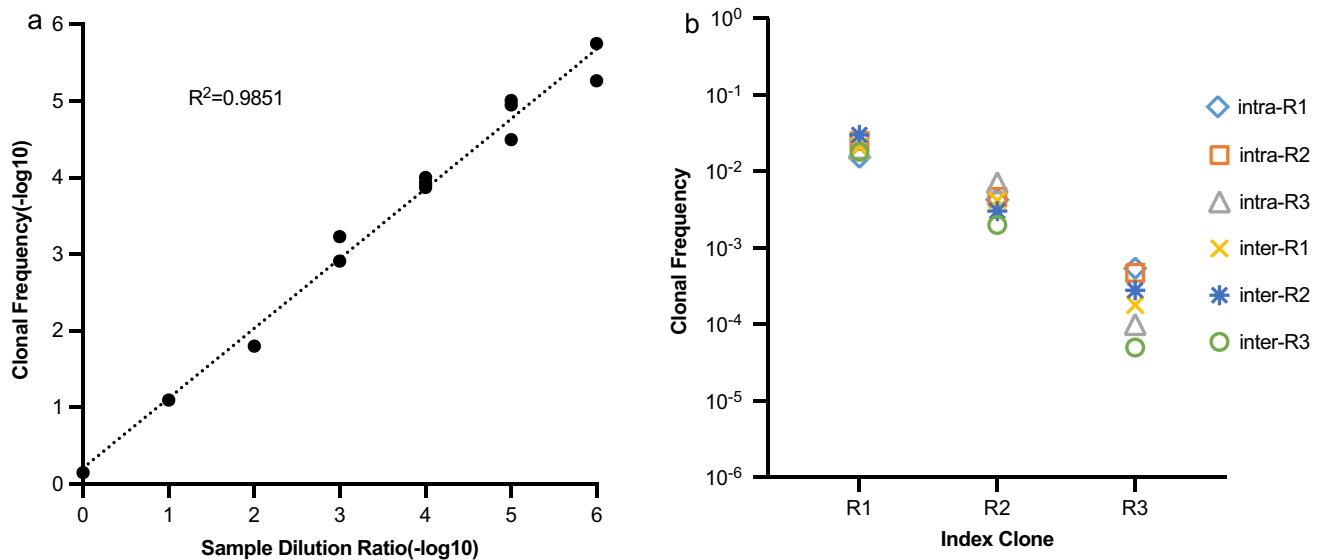 a
6
5
4
3
2
1
0
Clonal Frequency(-log10)
R²=0.9851
0 1 2 3 4 5 6
Sample Dilution Ratio(-log10)
b
10⁰
10⁻¹
10⁻²
10⁻³
10⁻⁴
10⁻⁵
10⁻⁶
Clonal Frequency
R1 R2 R3
Index Clone
intra-R1
intra-R2
intra-R3
inter-R1
inter-R2
inter-R3